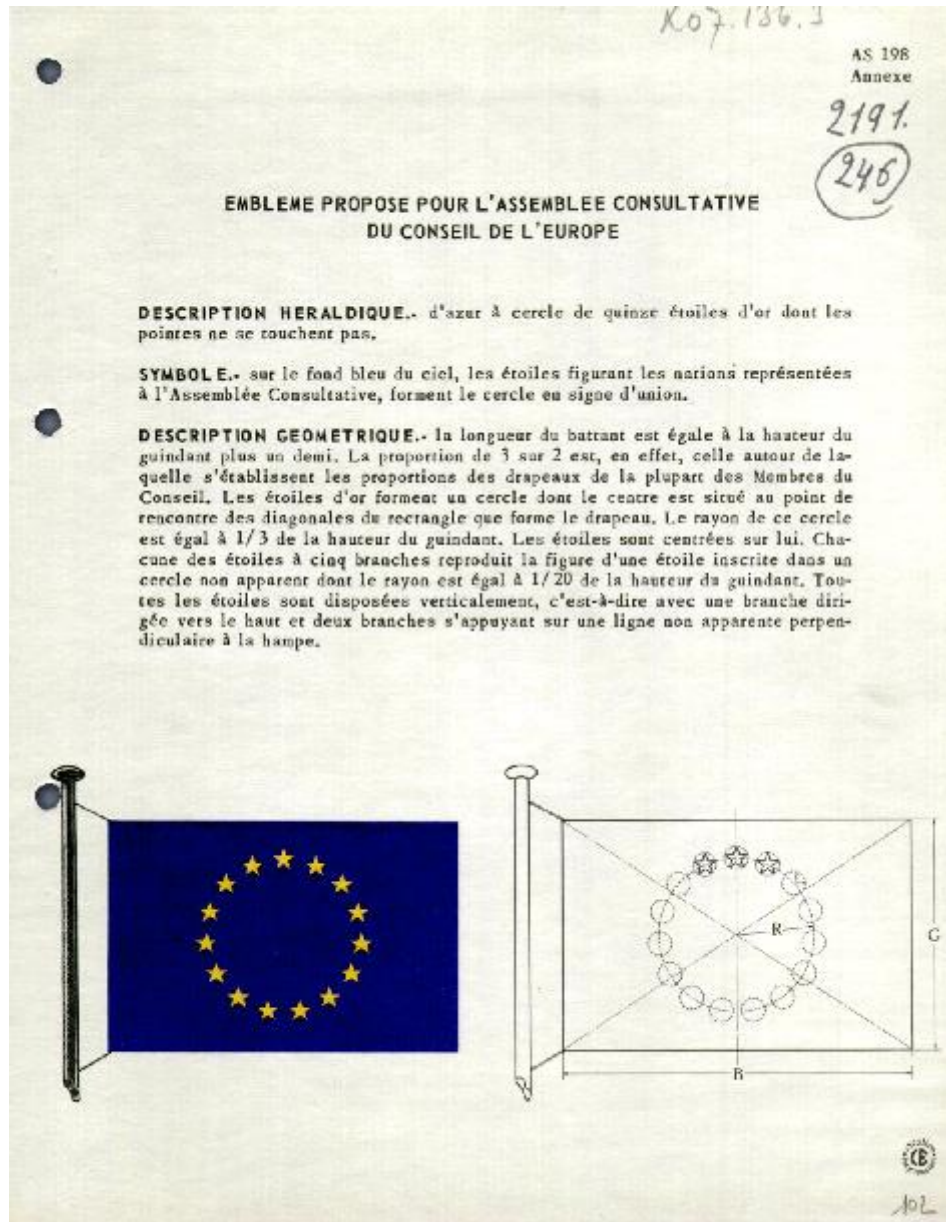 K07.136.3
AS 198
Annexe
2191.
246
EMBLEME PROPOSE POUR L'ASSEMBLEE CONSULTATIVE
DU CONSEIL DE L'EUROPE
DESCRIPTION HERALDIQUE.- d'azur à cercle de quinze étoiles d'or dont les
pointes ne se touchent pas.
SYMBOLE.- sur le fond bleu du ciel, les étoiles figurant les nations représentées
à l'Assemblée Consultative, forment le cercle en signe d'union.
DESCRIPTION GEOMETRIQUE.- la longueur du battant est égale à la hauteur du
guindant plus un demi. La proportion de 3 sur 2 est, en effet, celle autour de la-
quelle s'établissent les proportions des drapeaux de la plupart des Membres du
Conseil. Les étoiles d'or forment un cercle dont le centre est situé au point de
rencontre des diagonales du rectangle que forme le drapeau. Le rayon de ce cercle
est égal à 1/3 de la hauteur du guindant. Les étoiles sont centrées sur lui. Cha-
cune des étoiles à cinq branches reproduit la figure d'une étoile inscrite dans un
cercle non apparent dont le rayon est égal à 1/20 de la hauteur du guindant. Tou-
tes les étoiles sont disposées verticalement, c'est-à-dire avec une branche diri-
gée vers le haut et deux branches s'appuyant sur une ligne non apparente perpen-
diculaire à la hampe.
R
G
B
CE
102